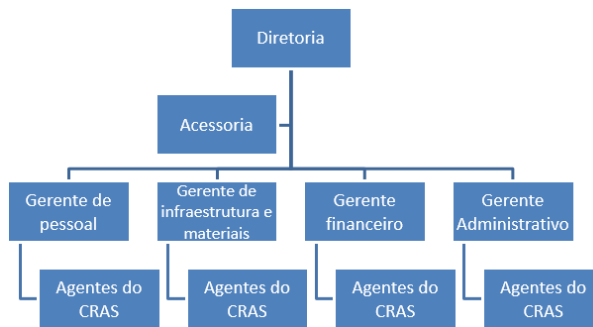 Diretoria
Acessoria
Gerente de
pessoal
Gerente de
infraestrutura e
materiais
Gerente
financeiro
Gerente
Administrativo
Agentes do
CRAS
Agentes do
CRAS
Agentes do
CRAS
Agentes do
CRAS